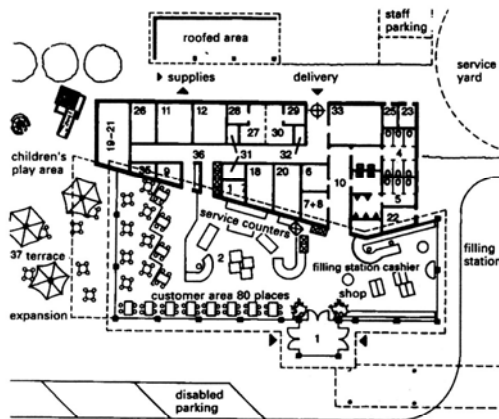 roofed area
staff
parking
service
yard
supplies
delivery
26
11
12
28
29
33
25
23
19–21
27
30
4
children's
play area
35
9
36
31
32
18
20
6
10
5
1
7+8
22
service counters
37 terrace
2
filling station cashier
filling
station
shop
expansion
customer area 80 places
1
disabled
parking